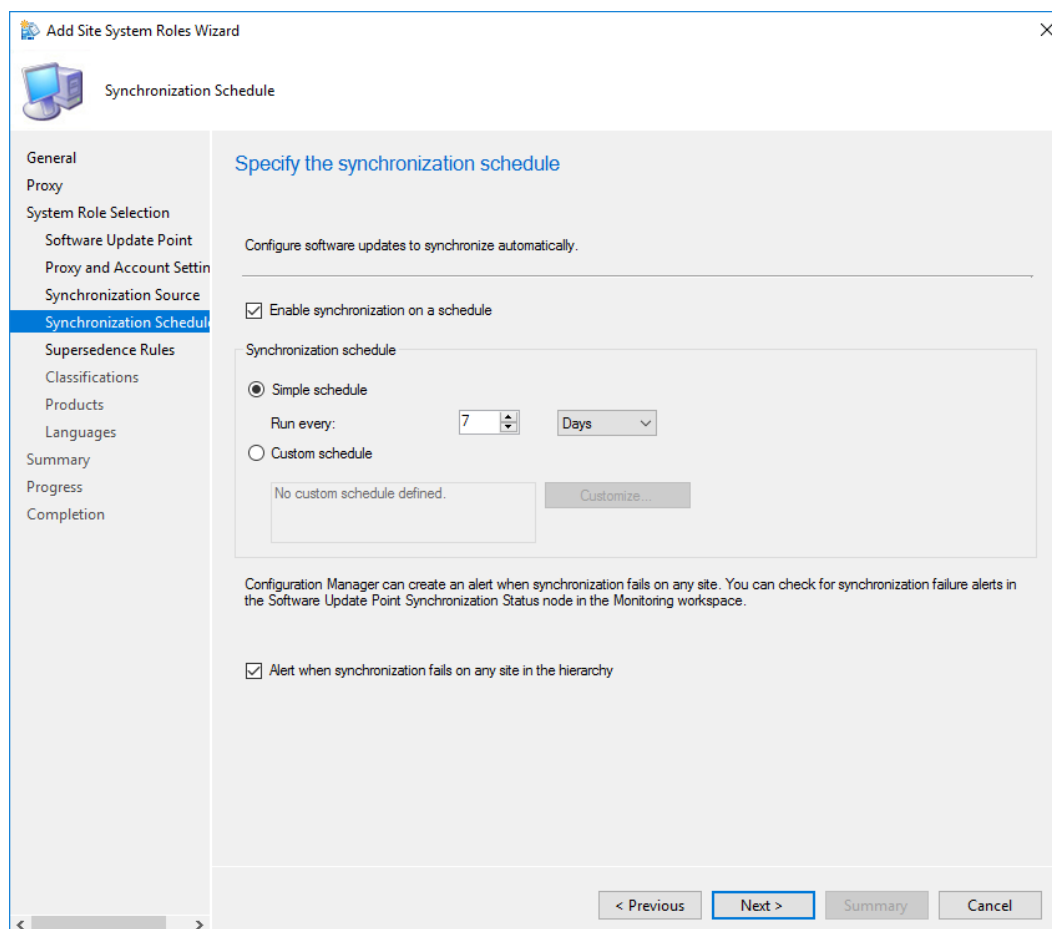 Add Site System Roles Wizard
Synchronization Schedule
General
Proxy
System Role Selection
Software Update Point
Proxy and Account Settin
Synchronization Source
Synchronization Schedule
Supersedence Rules
Classifications
Products
Languages
Summary
Progress
Completion
Specify the synchronization schedule
Configure software updates to synchronize automatically.
Enable synchronization on a schedule
Synchronization schedule
Simple schedule
Run every: 7 Days
Custom schedule
No custom schedule defined. Customize...
Configuration Manager can create an alert when synchronization fails on any site. You can check for synchronization failure alerts in
the Software Update Point Synchronization Status node in the Monitoring workspace.
Alert when synchronization fails on any site in the hierarchy
< Previous Next > Summary Cancel